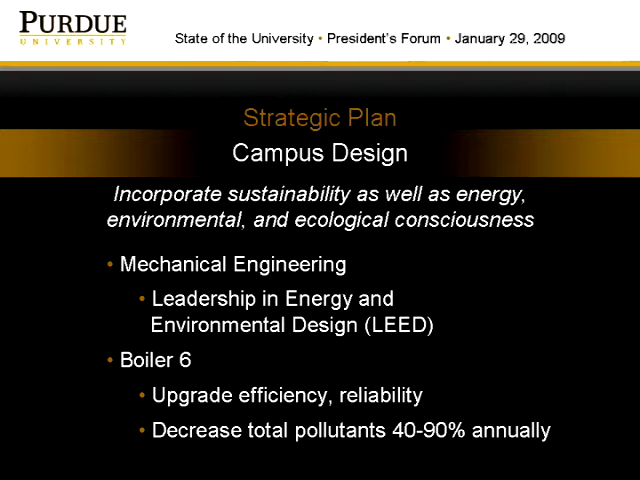 PURDUE
UNIVERSITY
State of the University • President's Forum • January 29, 2009
Strategic Plan
Campus Design
Incorporate sustainability as well as energy,
environmental, and ecological consciousness
• Mechanical Engineering
• Leadership in Energy and
Environmental Design (LEED)
• Boiler 6
• Upgrade efficiency, reliability
• Decrease total pollutants 40-90% annually